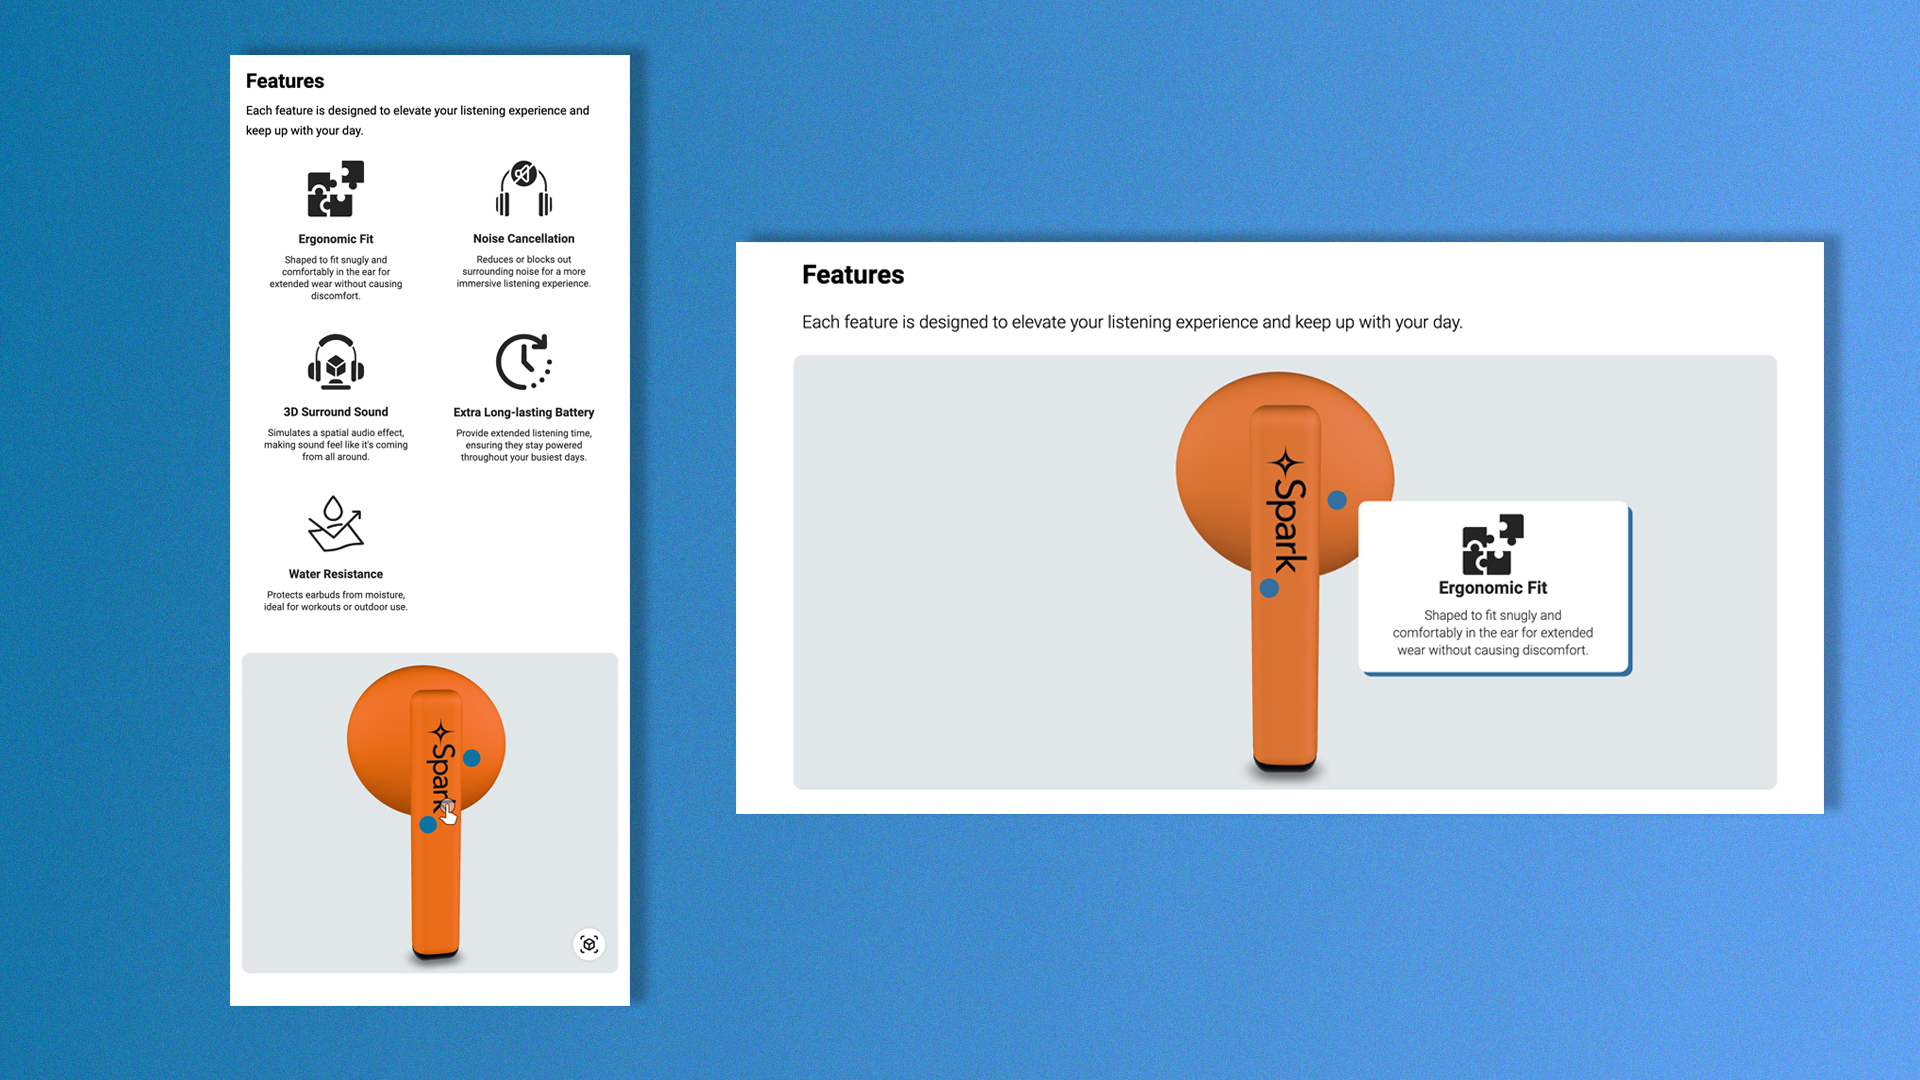 Features
Each feature is designed to elevate your listening experience and
keep up with your day.
Ergonomic Fit
Shaped to fit snugly and
comfortably in the ear for
extended wear without causing
discomfort.
Noise Cancellation
Reduces or blocks out
surrounding noise for a more
immersive listening experience.
3D Surround Sound
Simulates a spatial audio effect,
making sound feel like it's coming
from all around.
Extra Long-lasting Battery
Provide extended listening time,
ensuring they stay powered
throughout your busiest days.
Water Resistance
Protects earbuds from moisture,
ideal for workouts or outdoor use.
Spark
Features
Each feature is designed to elevate your listening experience and keep up with your day.
Spark
Ergonomic Fit
Shaped to fit snugly and
comfortably in the ear for extended
wear without causing discomfort.